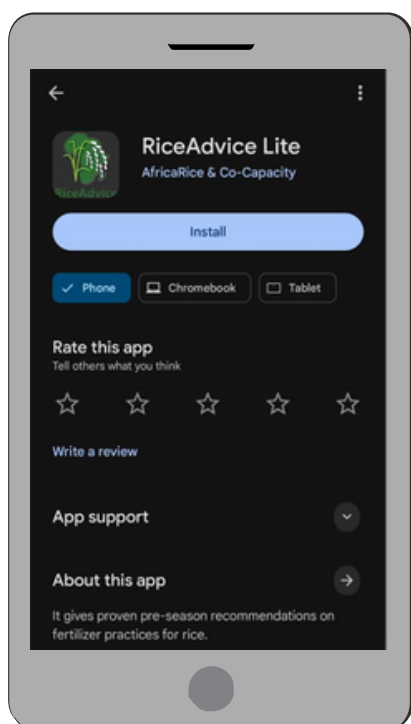 RiceAdvice Lite
AfricaRice & Co-Capacity
RiceAdvice
Install
Phone
Chromebook
Tablet
Rate this app
Tell others what you think
Write a review
App support
About this app
It gives proven pre-season recommendations on
fertilizer practices for rice.